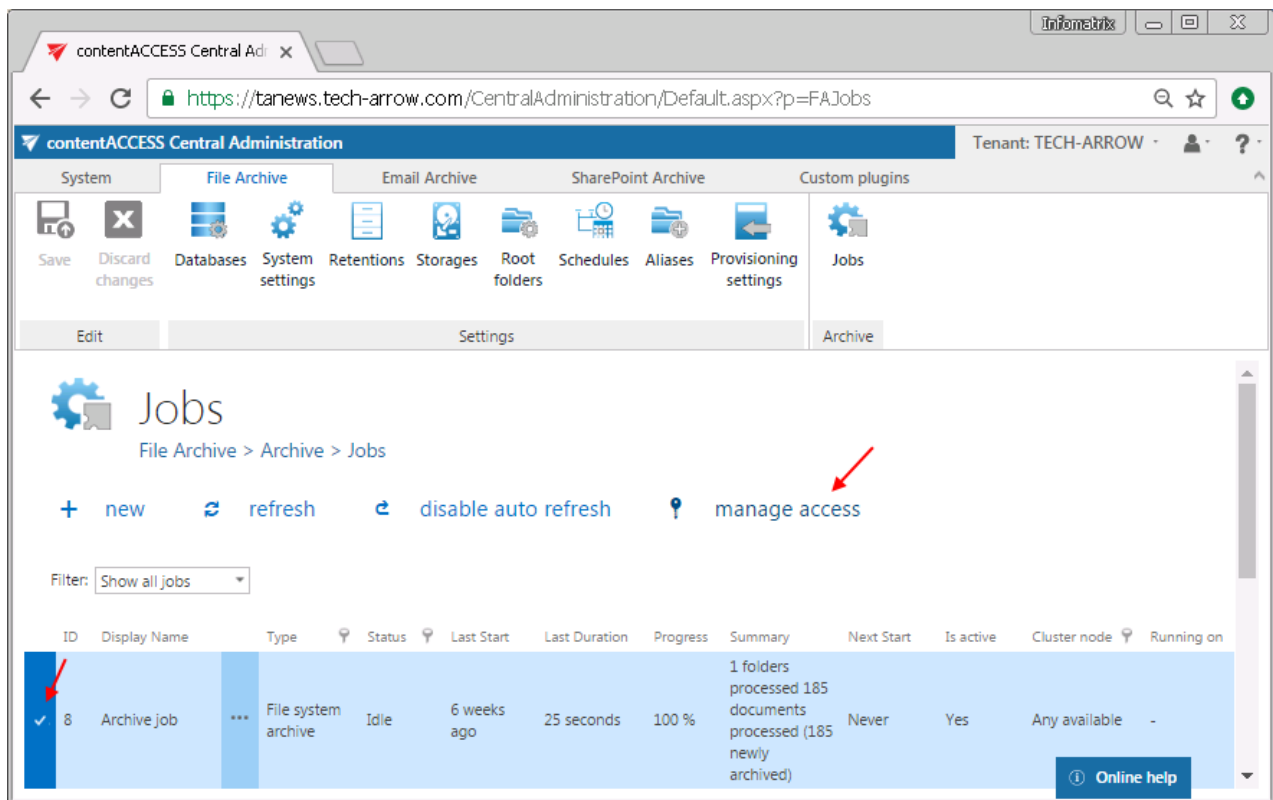 Infometrix
contentACCESS Central Adr
https://tanews.tech-arrow.com/CentralAdministration/Default.aspx?p=FAJobs
contentACCESS Central Administration
Tenant: TECH-ARROW
?
System File Archive Email Archive SharePoint Archive Custom plugins
Save
Discard
changes
Databases
System
settings
Retentions
Storages
Root
folders
Schedules
Aliases
Provisioning
settings
Jobs
Edit
Settings
Archive
Jobs
File Archive > Archive > Jobs
+ new
refresh
disable auto refresh
manage access
Filter: Show all jobs
ID Display Name Type Status Last Start Last Duration Progress Summary Next Start Is active Cluster node Running on
8
Archive job
...
File system
archive
Idle
6 weeks
ago
25 seconds
100 %
1 folders
processed 185
documents
processed (185
newly
archived)
Never
Yes
Any available
-
Online help